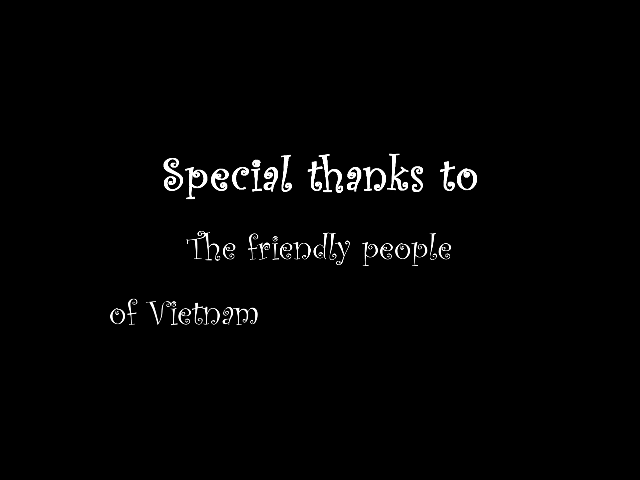 Special thanks to
The friendly people
of Vietnam